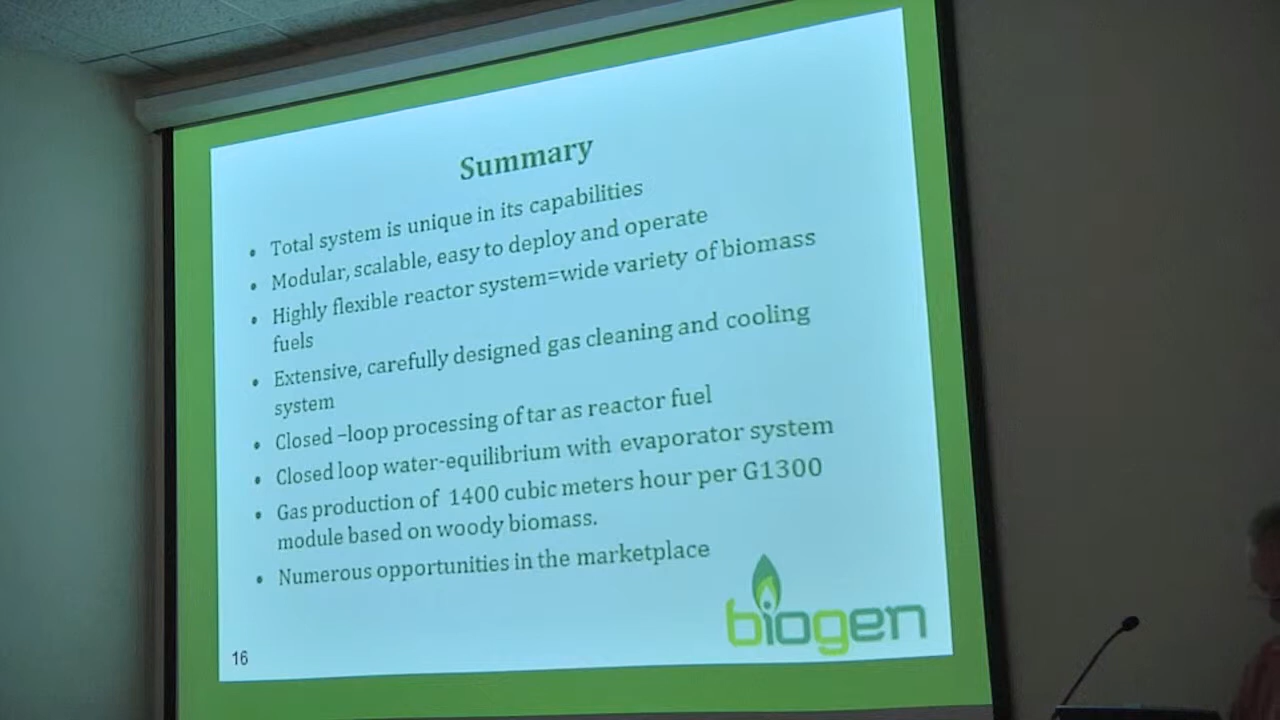 Summary
• Total system is unique in its capabilities
• Modular, scalable, easy to deploy and operate
• Highly flexible reactor system=wide variety of biomass
fuels
• Extensive, carefully designed gas cleaning and cooling
system
• Closed –loop processing of tar as reactor fuel
• Closed loop water-equilibrium with evaporator system
• Gas production of 1400 cubic meters hour per G1300
module based on woody biomass.
• Numerous opportunities in the marketplace
biogen
16